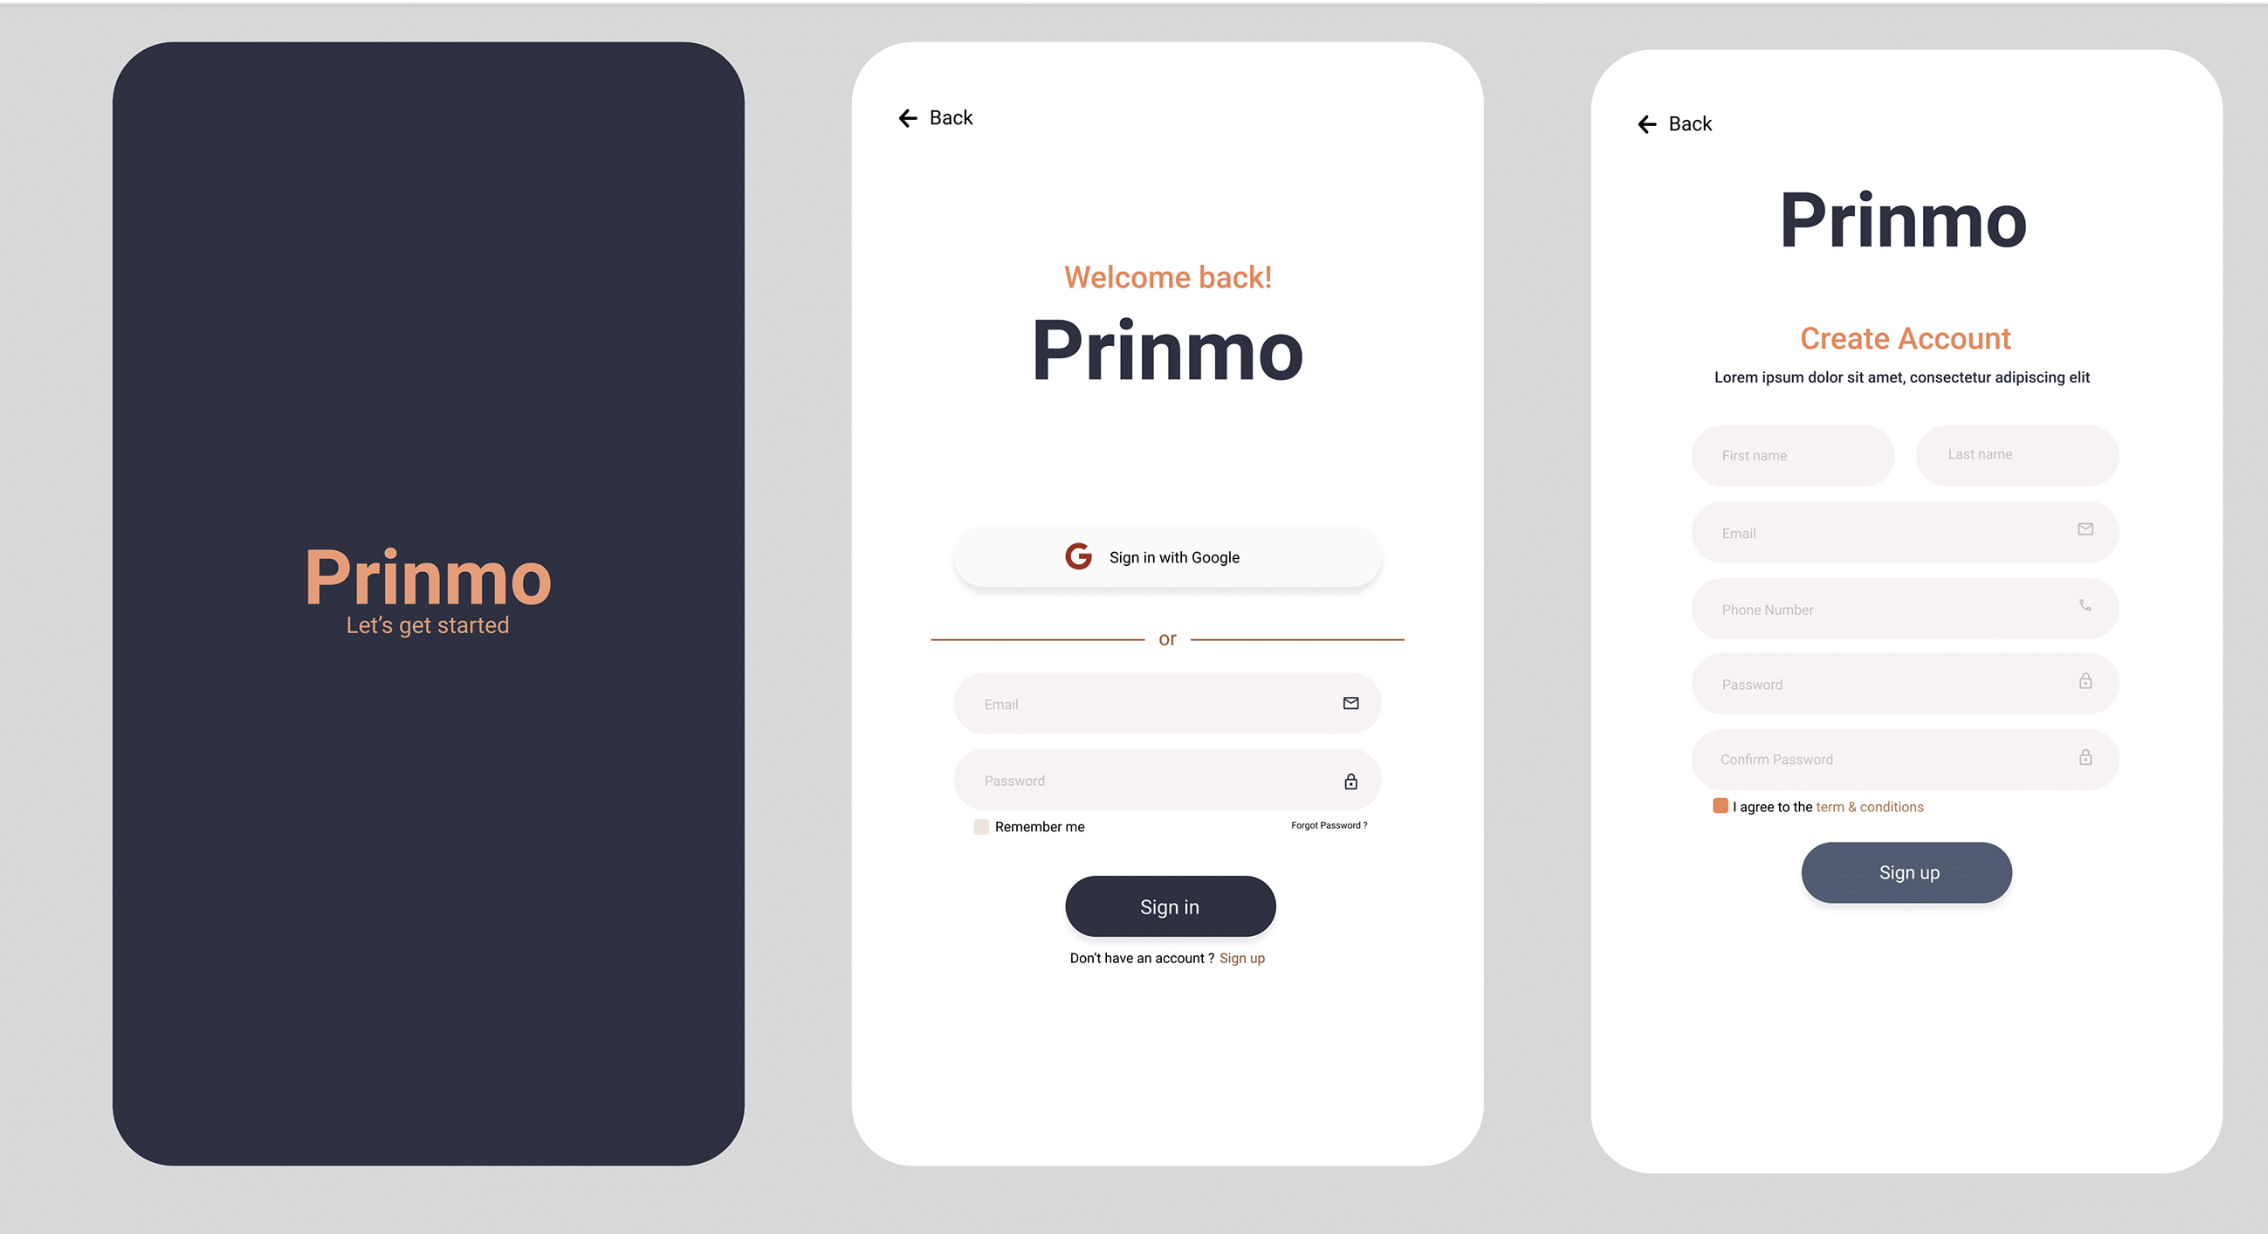 Prinmo
Let's get started
Back
Welcome back!
Prinmo
Sign in with Google
or
Email
Password
Remember me
Forgot Password ?
Sign in
Don't have an account ? Sign up
Back
Prinmo
Create Account
Lorem ipsum dolor sit amet, consectetur adipiscing elit
First name
Last name
Email
Phone Number
Password
Confirm Password
I agree to the term & conditions
Sign up